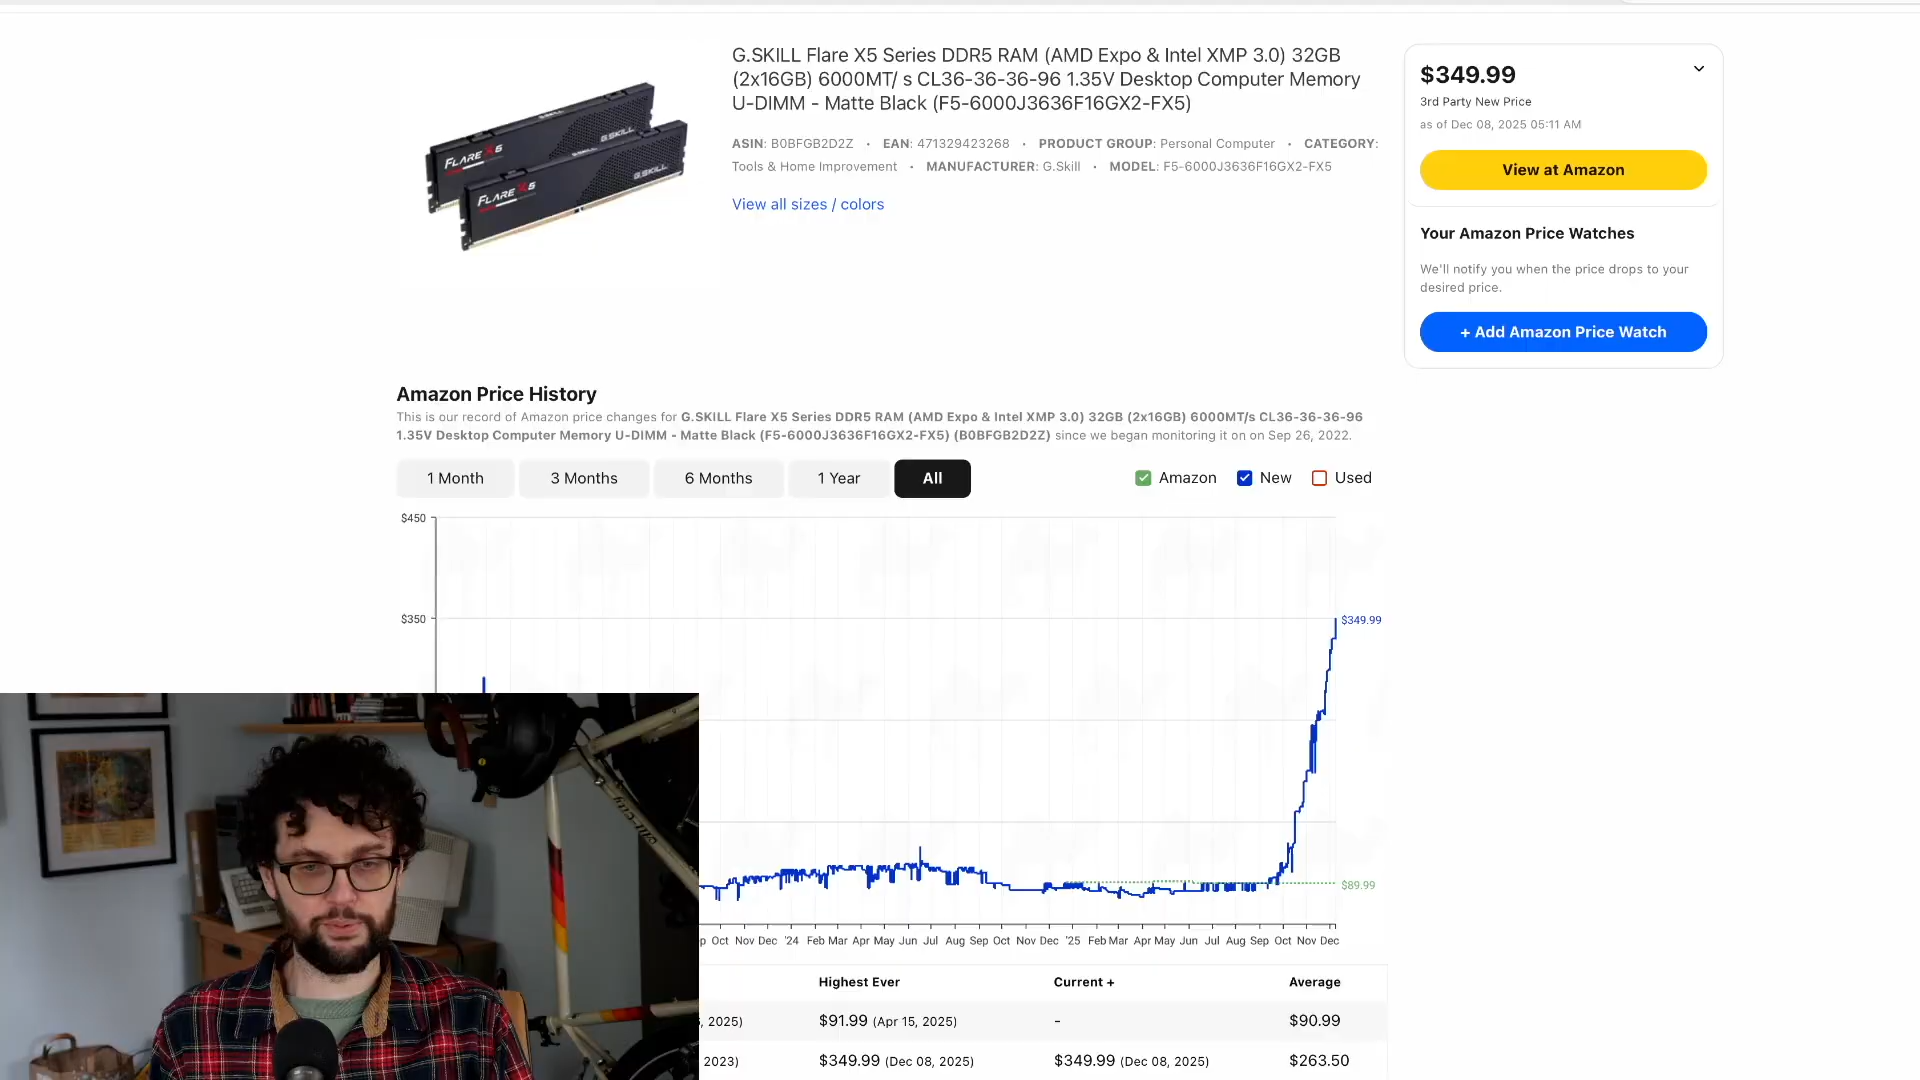 G.SKILL Flare X5 Series DDR5 RAM (AMD Expo & Intel XMP 3.0) 32GB
(2x16GB) 6000MT/ s CL36-36-36-96 1.35V Desktop Computer Memory
U-DIMM - Matte Black (F5-6000J3636F16GX2-FX5)
ASIN: B0BFGB2D2Z • EAN: 471329423268 • PRODUCT GROUP: Personal Computer • CATEGORY:
Tools & Home Improvement • MANUFACTURER: G.Skill • MODEL: F5-6000J3636F16GX2-FX5
View all sizes / colors
FLARE X5
G.SKILL
FLARE X5
G.SKILL
$349.99
3rd Party New Price
as of Dec 08, 2025 05:11 AM
View at Amazon
Your Amazon Price Watches
We'll notify you when the price drops to your
desired price.
+ Add Amazon Price Watch
Amazon Price History
This is our record of Amazon price changes for G.SKILL Flare X5 Series DDR5 RAM (AMD Expo & Intel XMP 3.0) 32GB (2x16GB) 6000MT/s CL36-36-36-96
1.35V Desktop Computer Memory U-DIMM - Matte Black (F5-6000J3636F16GX2-FX5) (B0BFGB2D2Z) since we began monitoring it on on Sep 26, 2022.
1 Month 3 Months 6 Months 1 Year All Amazon New Used
$450
$350
$349.99
$89.99
p Oct Nov Dec '24 Feb Mar Apr May Jun Jul Aug Sep Oct Nov Dec '25 Feb Mar Apr May Jun Jul Aug Sep Oct Nov Dec
Highest Ever Current + Average
, 2025) $91.99 (Apr 15, 2025) - $90.99
2023) $349.99 (Dec 08, 2025) $349.99 (Dec 08, 2025) $263.50